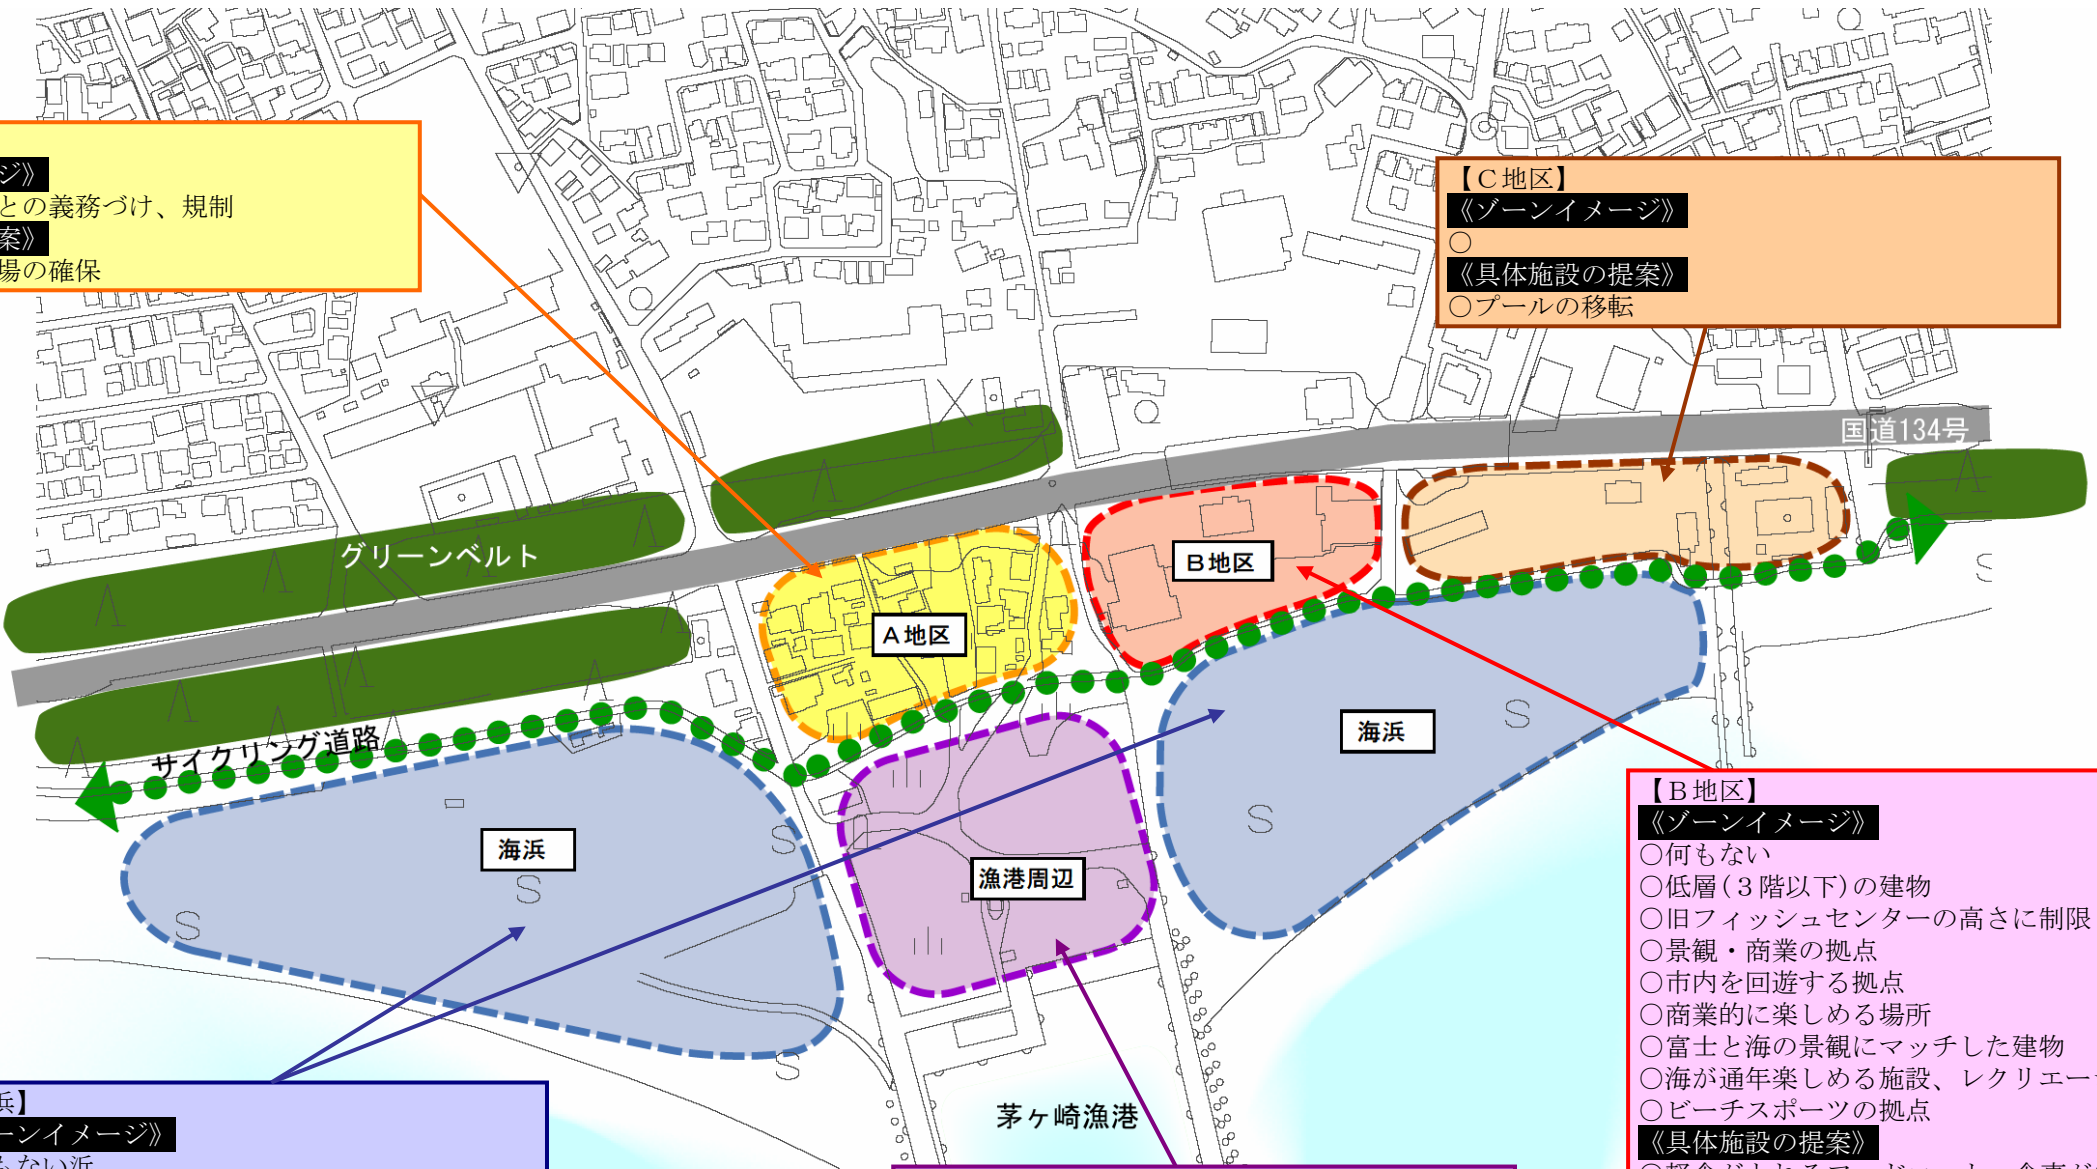 ジ》
との義務づけ、規制
案》
場の確保
【C地区】
《ゾーンイメージ》
○
《具体施設の提案》
○プールの移転
国道134号
グリーンベルト
B地区
A地区
サイクリング道路
海浜
海浜
漁港周辺
【B地区】
《ゾーンイメージ》
○何もない
○低層(3階以下)の建物
○旧フィッシュセンターの高さに制限
○景観・商業の拠点
○市内を回遊する拠点
○商業的に楽しめる場所
○富士と海の景観にマッチした建物
○海が通年楽しめる施設、レクリエー
○ビーチスポーツの拠点
《具体施設の提案》
浜】
ーンイメージ》
もない浜
茅ヶ崎漁港